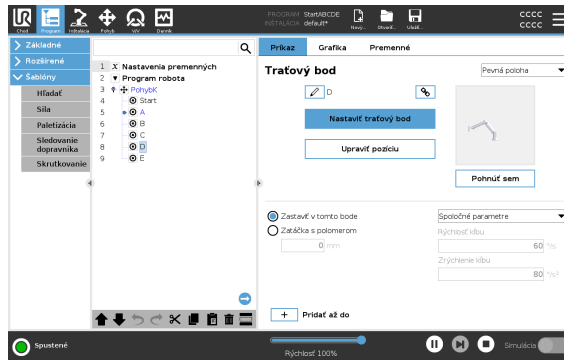 UR
PROGRAM StartABCDE
INŠTALÁCIA default*
Chod Program Inštalácia Pohyb V/V Denník
Nový... Otvoriť... Uložiť...
CCCC
CCCC
Základné
Rozšírené
Šablóny
Hľadať
Sila
Paletizácia
Sledovanie
dopravníka
Skrutkovanie
1 X Nastavenia premenných
2 Program robota
3 PohybK
4 Start
5 A
6 B
7 C
8 D
9 E
Príkaz Grafika Premenné
Traťový bod
Pevná poloha
D
Nastaviť traťový bod
Upraviť pozíciu
Pohnúť sem
Zastaviť v tomto bode
Zatáčka s polomerom
0 mm
Spoločné parametre
Rýchlosť kĺbu
60 °/s
Zrýchlenie kĺbu
80 °/s²
+ Pridať až do
Spustené
Rýchlosť 100%
Simulácia